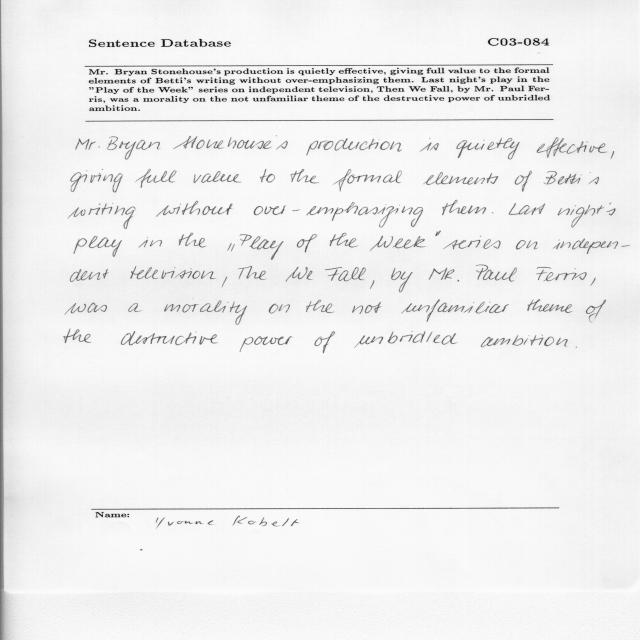 Sentence Database C03-084
Mr. Bryan Stonehouse's production is quietly effective, giving full value to the formal
elements of Betti's writing without over-emphasizing them. Last night's play in the
"Play of the Week" series on independent television, Then We Fall, by Mr. Paul Fer-
ris, was a morality on the not unfamiliar theme of the destructive power of unbridled
ambition.
Mr. Bryan Stonehouse's production is quietly effective,
giving full value to the formal elements of Betti's
writing without over-emphasizing them. Last night's
play in the „Play of the Week" series on indepen-
dent television, The We Fall, by Mr. Paul Ferris,
was a morality on the not unfamiliar theme of
the destructive power of unbridled ambition.
Name: Yvonne Kobelt